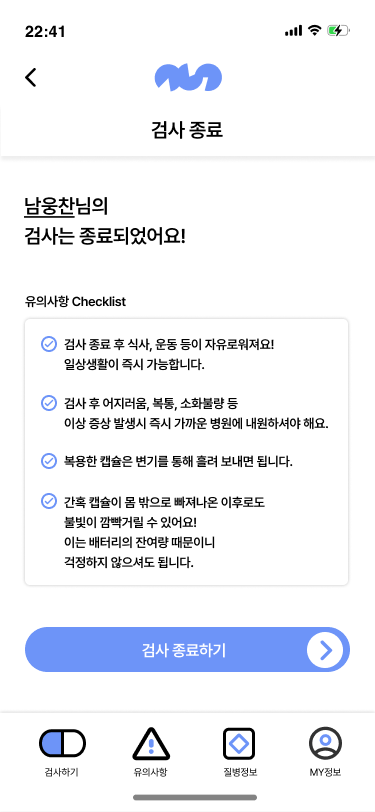 22:41
검사 종료
남웅찬님의
검사는 종료되었어요!
유의사항 Checklist
검사 종료 후 식사, 운동 등이 자유로워져요!
일상생활이 즉시 가능합니다.
검사 후 어지러움, 복통, 소화불량 등
이상 증상 발생시 즉시 가까운 병원에 내원하셔야 해요.
복용한 캡슐은 변기를 통해 흘려 보내면 됩니다.
간혹 캡슐이 몸 밖으로 빠져나온 이후로도
불빛이 깜빡거릴 수 있어요!
이는 배터리의 잔여량 때문이니
걱정하지 않으셔도 됩니다.
검사 종료하기
검사하기
유의사항
질병정보
MY정보